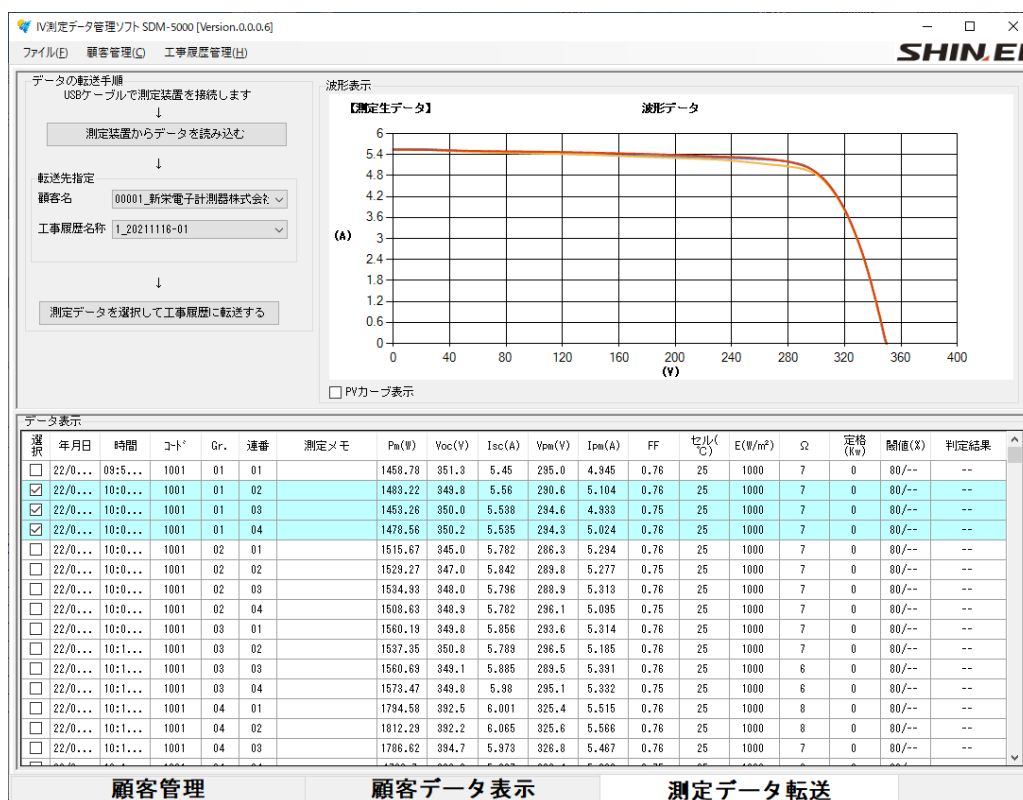 IV測定データ管理ソフト SDM-5000 [Version.0.0.0.6]
ファイル(F) 顧客管理(C) 工事履歴管理(H)
SHIN.EI
データの転送手順
USBケーブルで測定装置を接続します
↓
測定装置からデータを読み込む
↓
転送先指定
顧客名 00001_新栄電子計測器株式会社
工事履歴名称 1_20211116-01
↓
測定データを選択して工事履歴に転送する
波形表示
【測定生データ】 波形データ
6
5.4
4.8
4.2
3.6
(A) 3
2.4
1.8
1.2
0.6
0
0 40 80 120 160 200 240 280 320 360 400
(V)
PVカーブ表示
データ表示
選択 年月日 時間 コード Gr. 連番 測定メモ Pm(W) Voc(V) Isc(A) Vpm(V) Ipm(A) FF セル(℃) E(W/m²) Ω 定格(Kw) 閾値(%) 判定結果
22/0... 09:5... 1001 01 01 1458.78 351.3 5.45 295.0 4.945 0.76 25 1000 7 0 80/-- --
22/0... 10:0... 1001 01 02 1483.22 349.8 5.56 290.6 5.104 0.76 25 1000 7 0 80/-- --
22/0... 10:0... 1001 01 03 1453.26 350.0 5.538 294.6 4.933 0.75 25 1000 7 0 80/-- --
22/0... 10:0... 1001 01 04 1478.56 350.2 5.535 294.3 5.024 0.76 25 1000 7 0 80/-- --
22/0... 10:0... 1001 02 01 1515.67 345.0 5.782 286.3 5.294 0.76 25 1000 7 0 80/-- --
22/0... 10:0... 1001 02 02 1529.27 347.0 5.842 289.8 5.277 0.75 25 1000 7 0 80/-- --
22/0... 10:0... 1001 02 03 1534.93 348.0 5.796 288.9 5.313 0.76 25 1000 7 0 80/-- --
22/0... 10:0... 1001 02 04 1508.63 348.9 5.782 296.1 5.095 0.75 25 1000 7 0 80/-- --
22/0... 10:0... 1001 03 01 1560.19 349.8 5.856 293.6 5.314 0.76 25 1000 7 0 80/-- --
22/0... 10:1... 1001 03 02 1537.35 350.8 5.789 296.5 5.185 0.76 25 1000 7 0 80/-- --
22/0... 10:1... 1001 03 03 1560.69 349.1 5.885 289.5 5.391 0.76 25 1000 6 0 80/-- --
22/0... 10:1... 1001 03 04 1573.47 349.8 5.98 295.1 5.332 0.75 25 1000 6 0 80/-- --
22/0... 10:1... 1001 04 01 1794.58 392.5 6.001 325.4 5.515 0.76 25 1000 8 0 80/-- --
22/0... 10:1... 1001 04 02 1812.29 392.2 6.065 325.6 5.566 0.76 25 1000 8 0 80/-- --
22/0... 10:1... 1001 04 03 1786.62 394.7 5.973 326.8 5.467 0.76 25 1000 7 0 80/-- --
顧客管理 顧客データ表示 測定データ転送